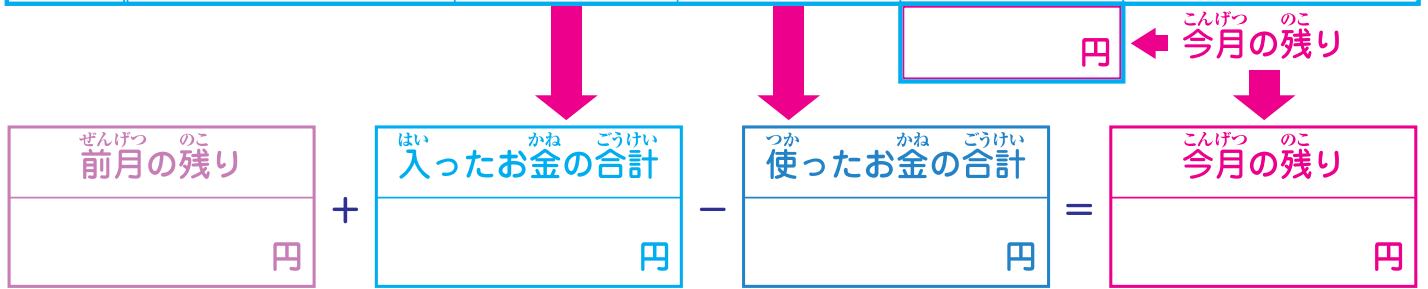 円
こんげつ のこ
今月の残り
ぜんげつ のこ
前月の残り
円
+
はい かね ごうけい
入ったお金の合計
円
−
つか かね ごうけい
使ったお金の合計
円
=
こんげつ のこ
今月の残り
円